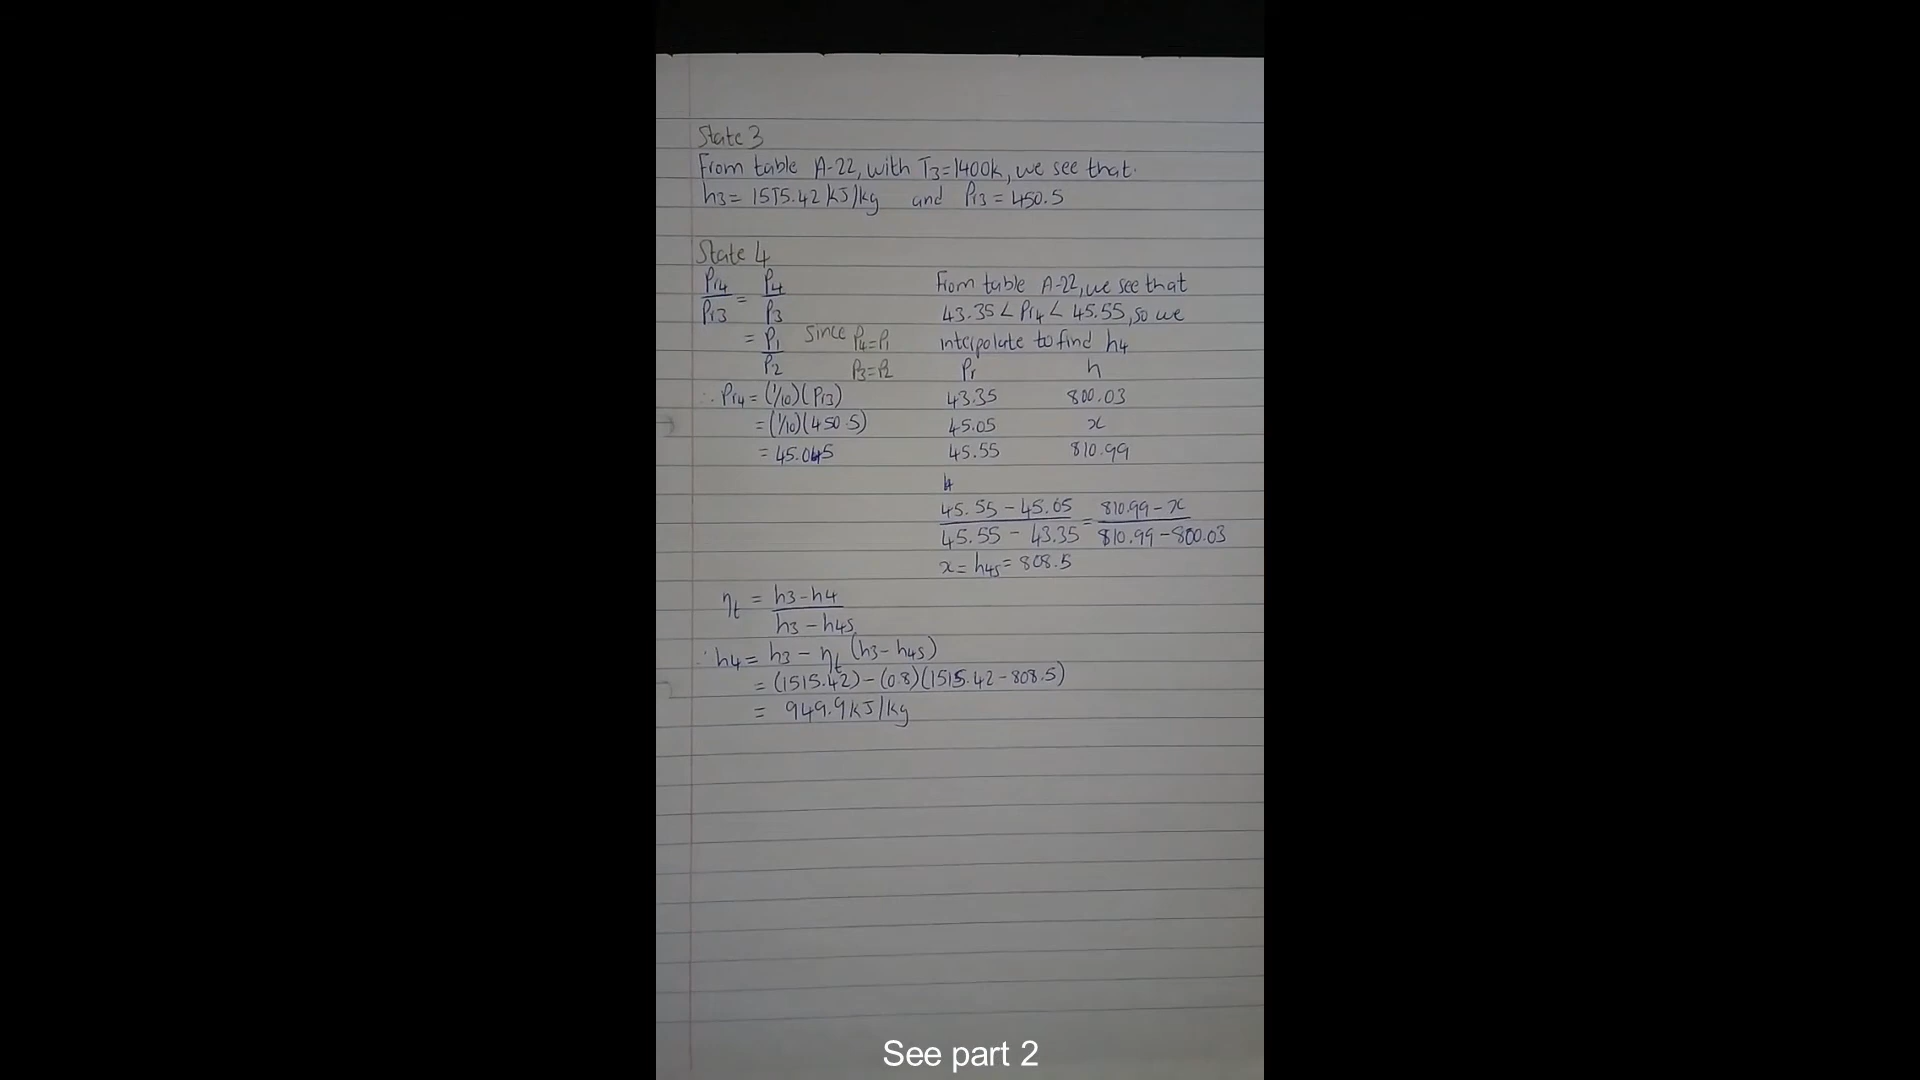 State 3
From table A-22, with T3=1400k, we see that.
h3 = 1515.42 kJ/kg and Pr3 = 450.5
State 4
Pr4/Pr3 = P4/P3
= P1/P2 Since P4=P1
P3=P2
∴ Pr4 = (1/10)(Pr3)
= (1/10)(450.5)
= 45.045
From table A-22, we see that
43.35 < Pr4 < 45.55, so we
interpolate to find h4
Pr h
43.35 800.03
45.05 x
45.55 810.99
(45.55 - 45.05)/(45.55 - 43.35) = (810.99 - x)/(810.99 - 800.03)
x = h4s = 808.5
ηt = (h3 - h4)/(h3 - h4s)
∴ h4 = h3 - ηt (h3 - h4s)
= (1515.42) - (0.8)(1515.42 - 808.5)
= 949.9 kJ/kg
See part 2